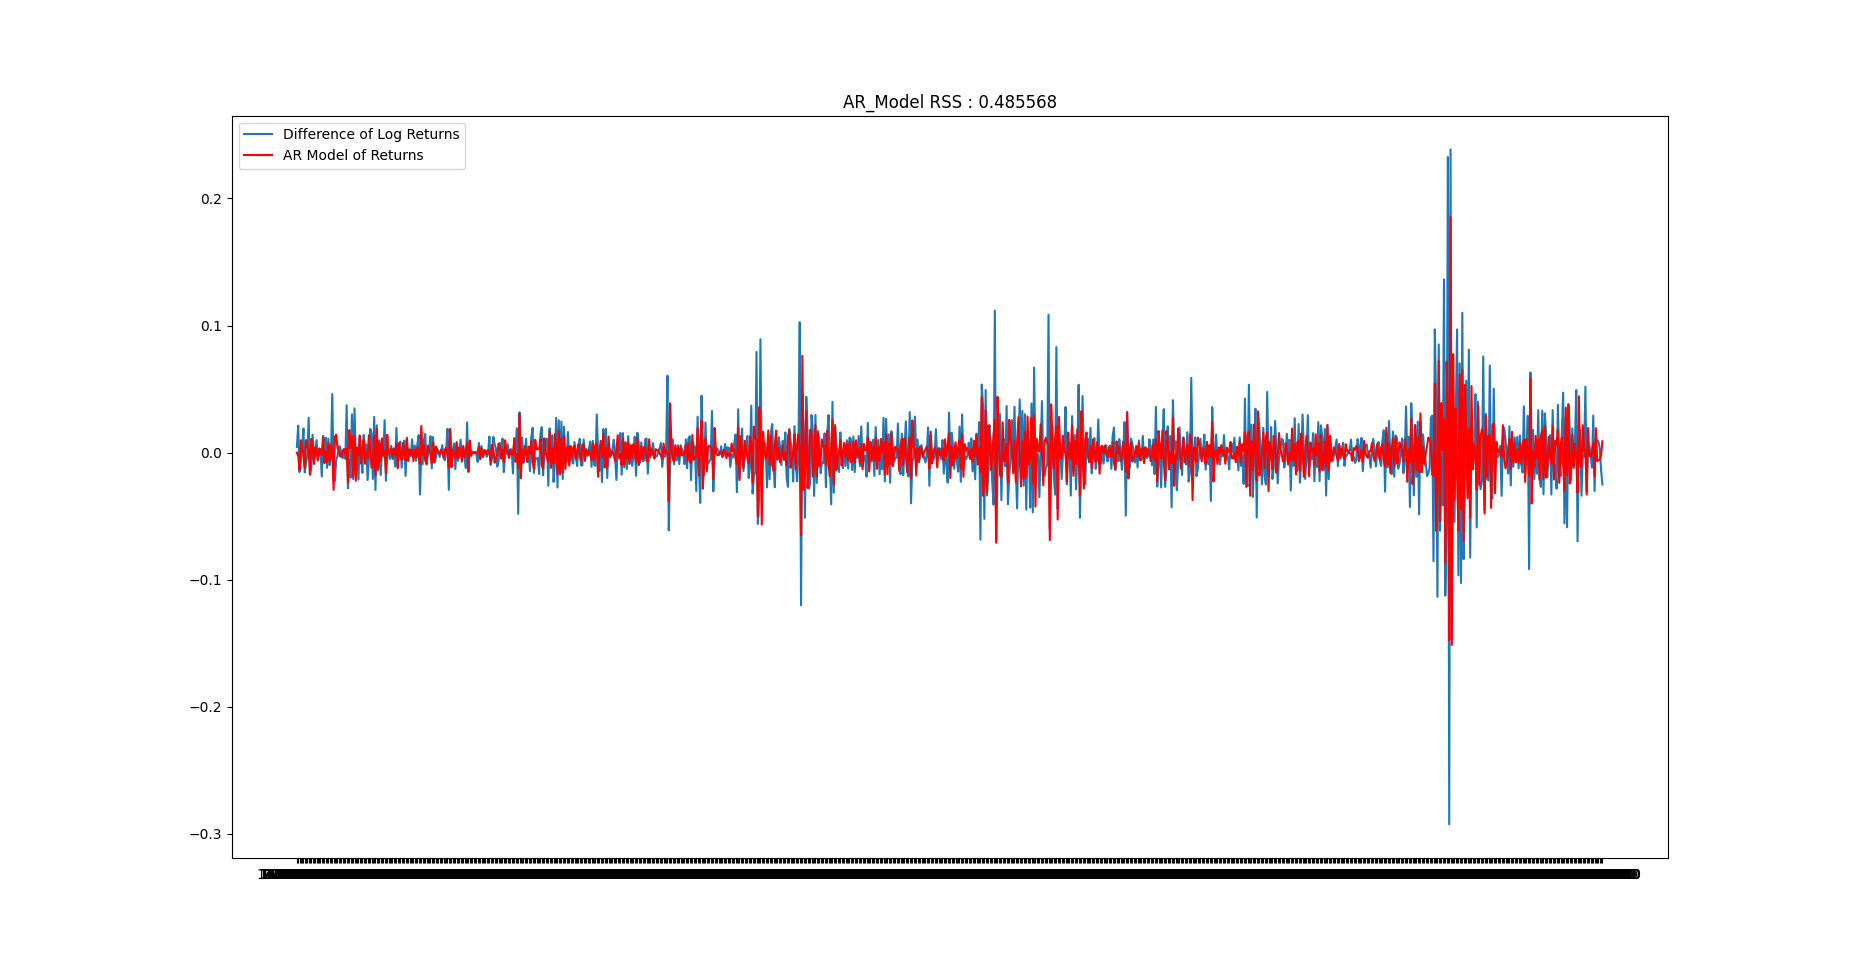 AR_Model RSS : 0.485568
Difference of Log Returns
AR Model of Returns
0.2
0.1
0.0
−0.1
−0.2
−0.3